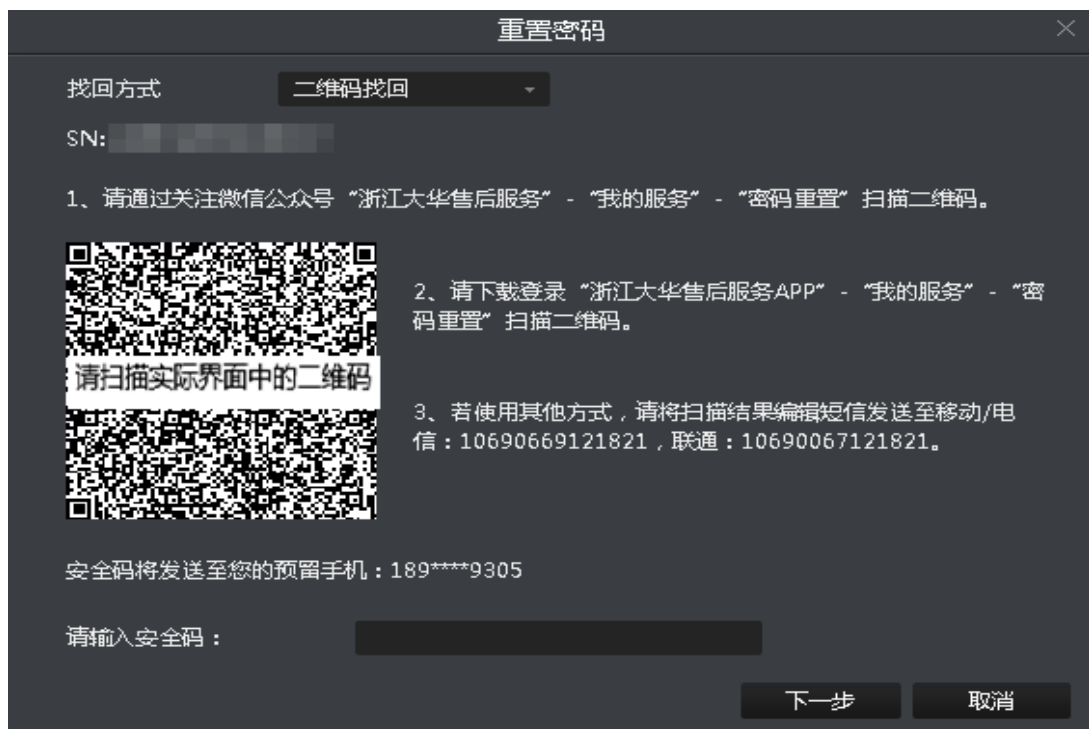 重置密码
找回方式 二维码找回
SN:
1、请通过关注微信公众号“浙江大华售后服务” - “我的服务” - “密码重置” 扫描二维码。
请扫描实际界面中的二维码
2、请下载登录 “浙江大华售后服务APP” - “我的服务” - “密
码重置” 扫描二维码。
3、若使用其他方式，请将扫描结果编辑短信发送至移动/电
信：10690669121821，联通：10690067121821。
安全码将发送至您的预留手机：189****9305
请输入安全码：
下一步 取消